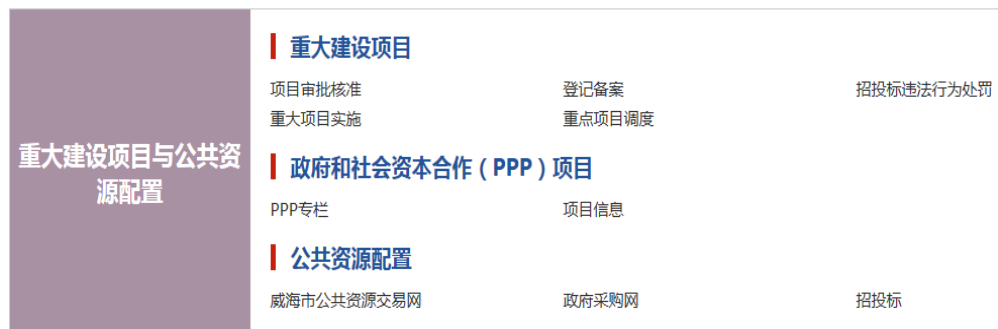 重大建设项目与公共资
源配置
重大建设项目
项目审批核准 登记备案 招投标违法行为处罚
重大项目实施 重点项目调度
政府和社会资本合作（PPP）项目
PPP专栏 项目信息
公共资源配置
威海市公共资源交易网 政府采购网 招投标